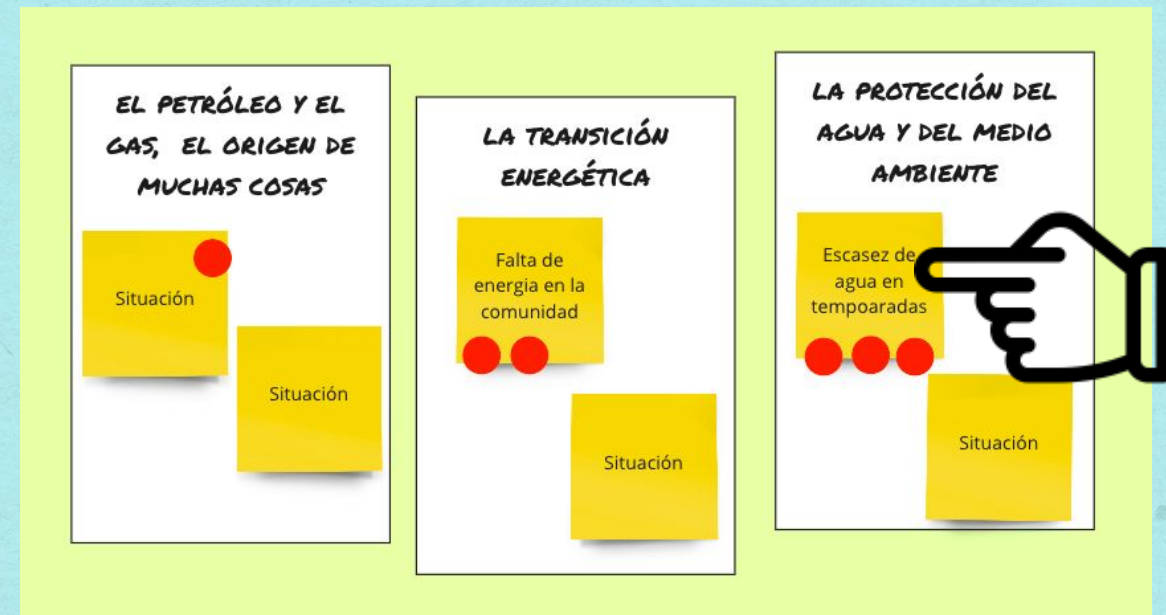 EL PETRÓLEO Y EL
GAS, EL ORIGEN DE
MUCHAS COSAS
Situación
Situación
LA TRANSICIÓN
ENERGÉTICA
Falta de
energia en la
comunidad
Situación
LA PROTECCIÓN DEL
AGUA Y DEL MEDIO
AMBIENTE
Escasez de
agua en
tempoaradas
Situación